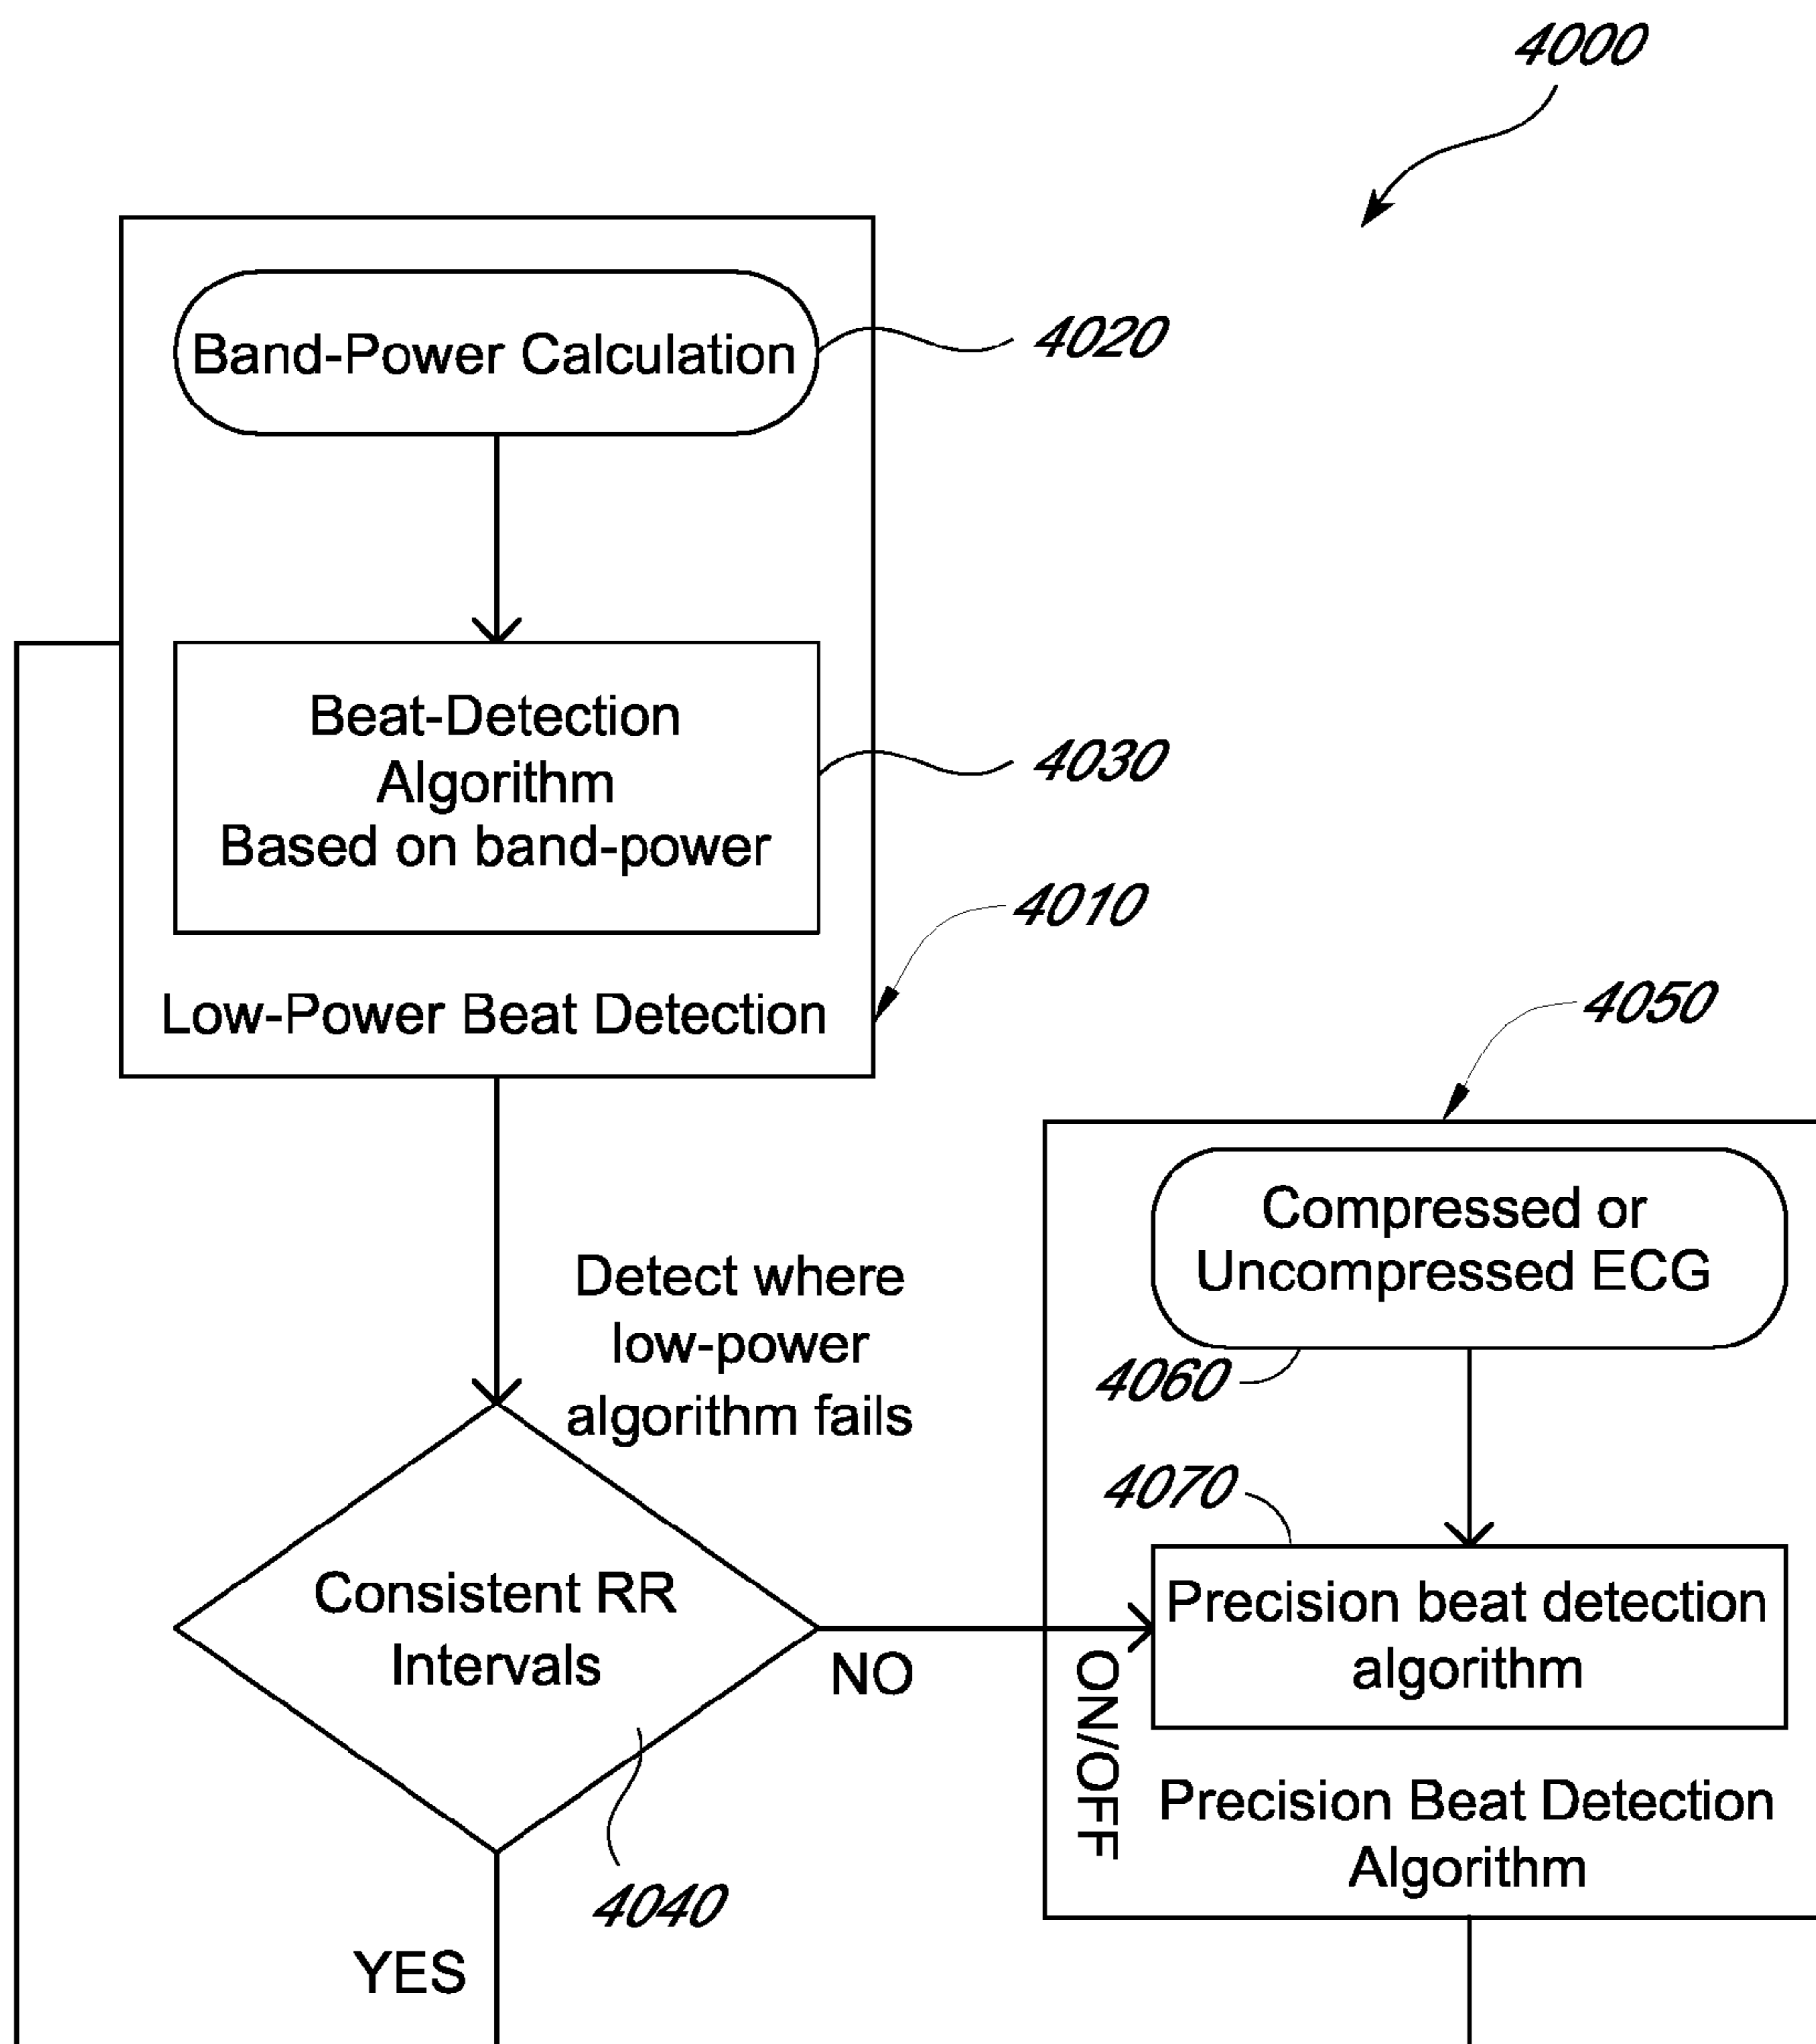 4000
Band-Power Calculation
4020
Beat-Detection
Algorithm
Based on band-power
4030
4010
Low-Power Beat Detection
4050
Compressed or
Uncompressed ECG
4060
Detect where
low-power
algorithm fails
4070
Consistent RR
Intervals
NO
ON/OFF
Precision beat detection
algorithm
Precision Beat Detection
Algorithm
4040
YES